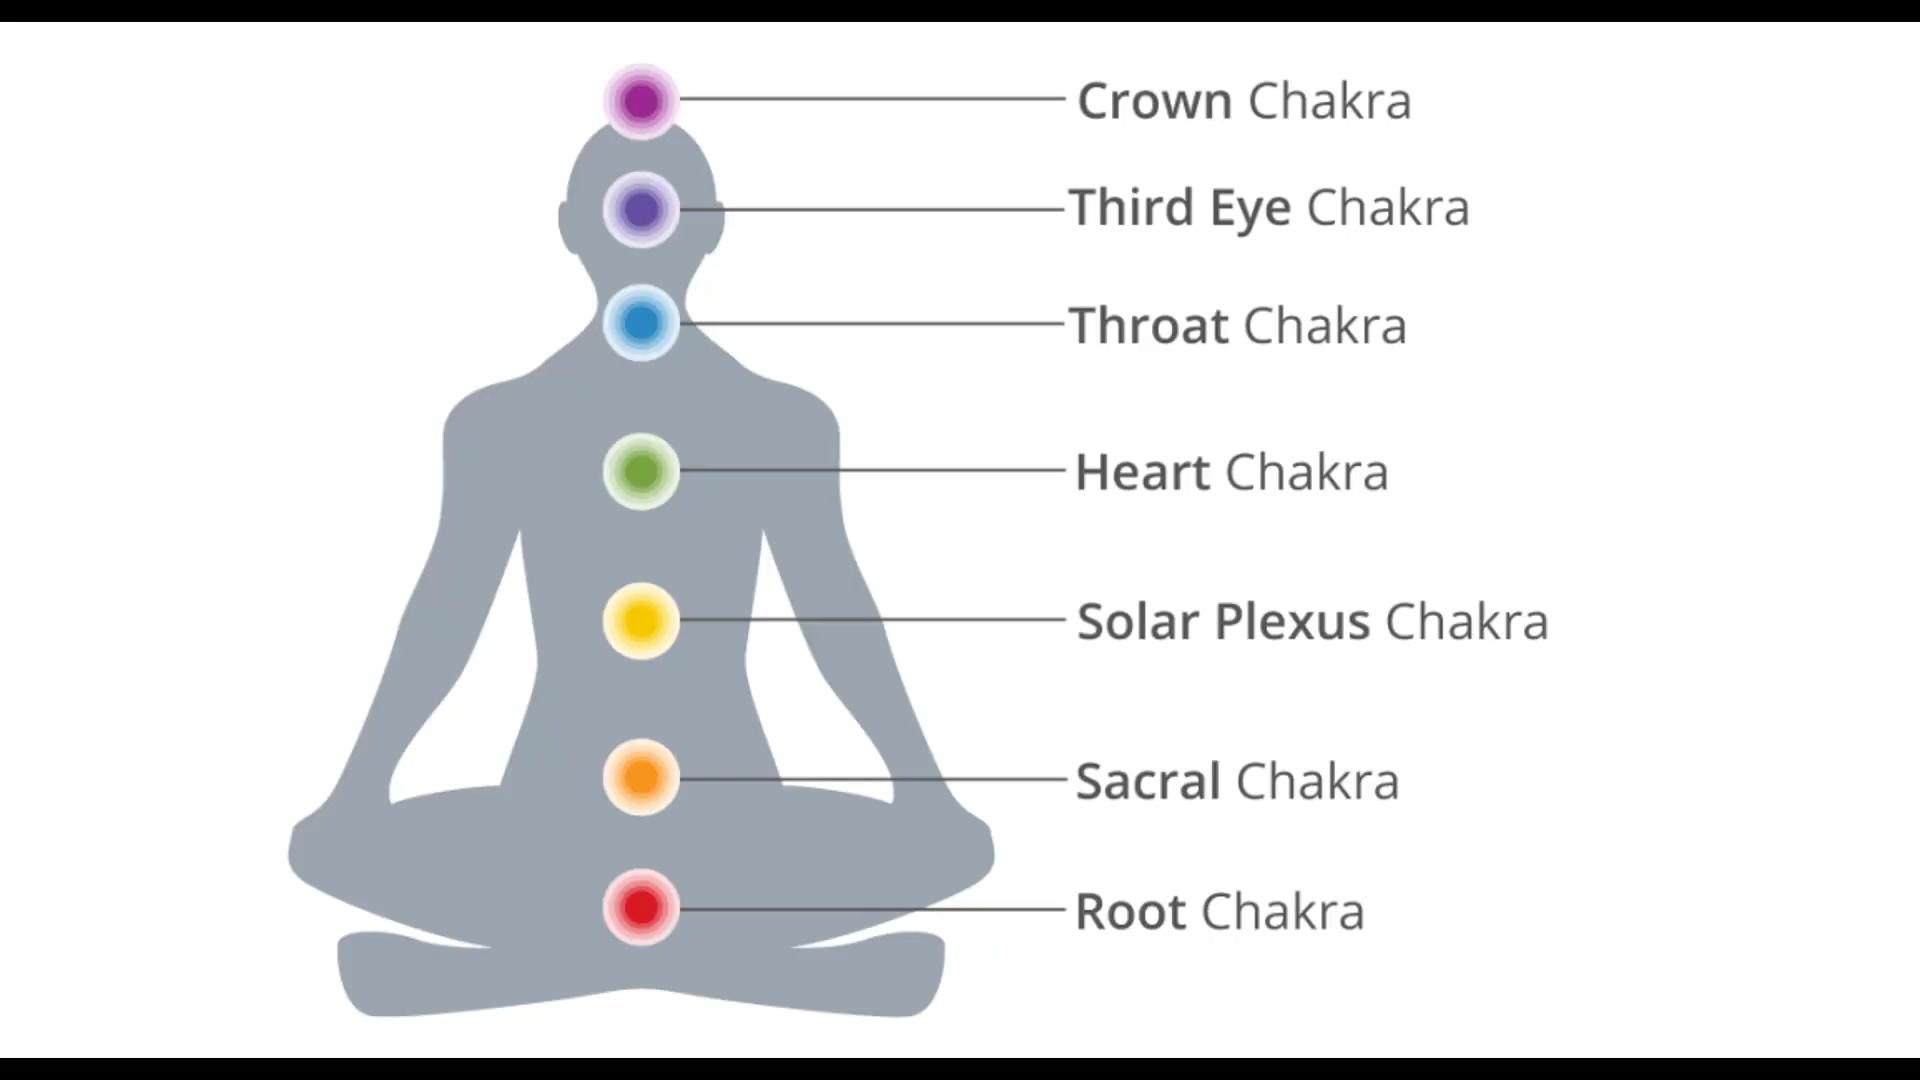 Crown Chakra
Third Eye Chakra
Throat Chakra
Heart Chakra
Solar Plexus Chakra
Sacral Chakra
Root Chakra